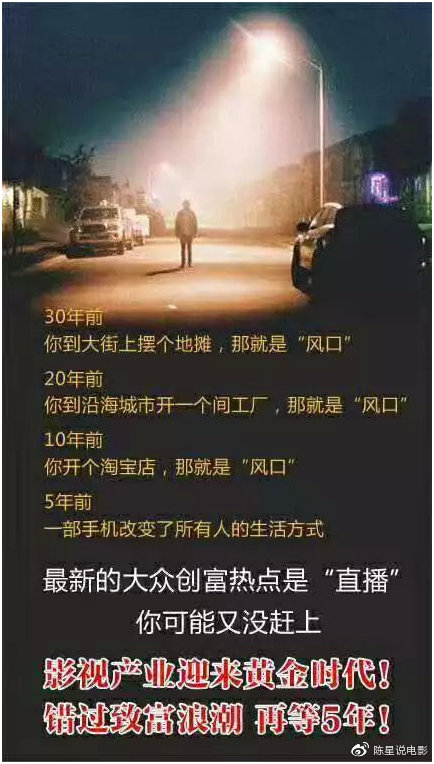 30年前
你到大街上摆个地摊，那就是“风口”
20年前
你到沿海城市开一个间工厂，那就是“风口”
10年前
你开个淘宝店，那就是“风口”
5年前
一部手机改变了所有人的生活方式
最新的大众创富热点是“直播”
你可能又没赶上
影视产业迎来黄金时代！
错过致富浪潮 再等5年！
陈星说电影